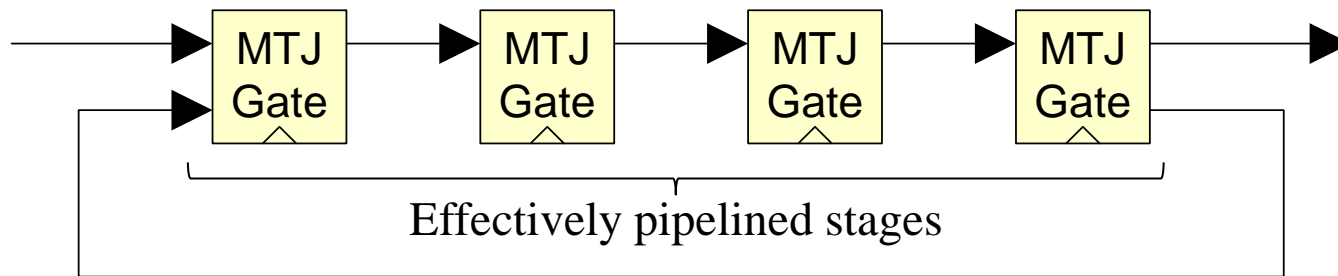 MTJ
Gate
MTJ
Gate
MTJ
Gate
MTJ
Gate
Effectively pipelined stages